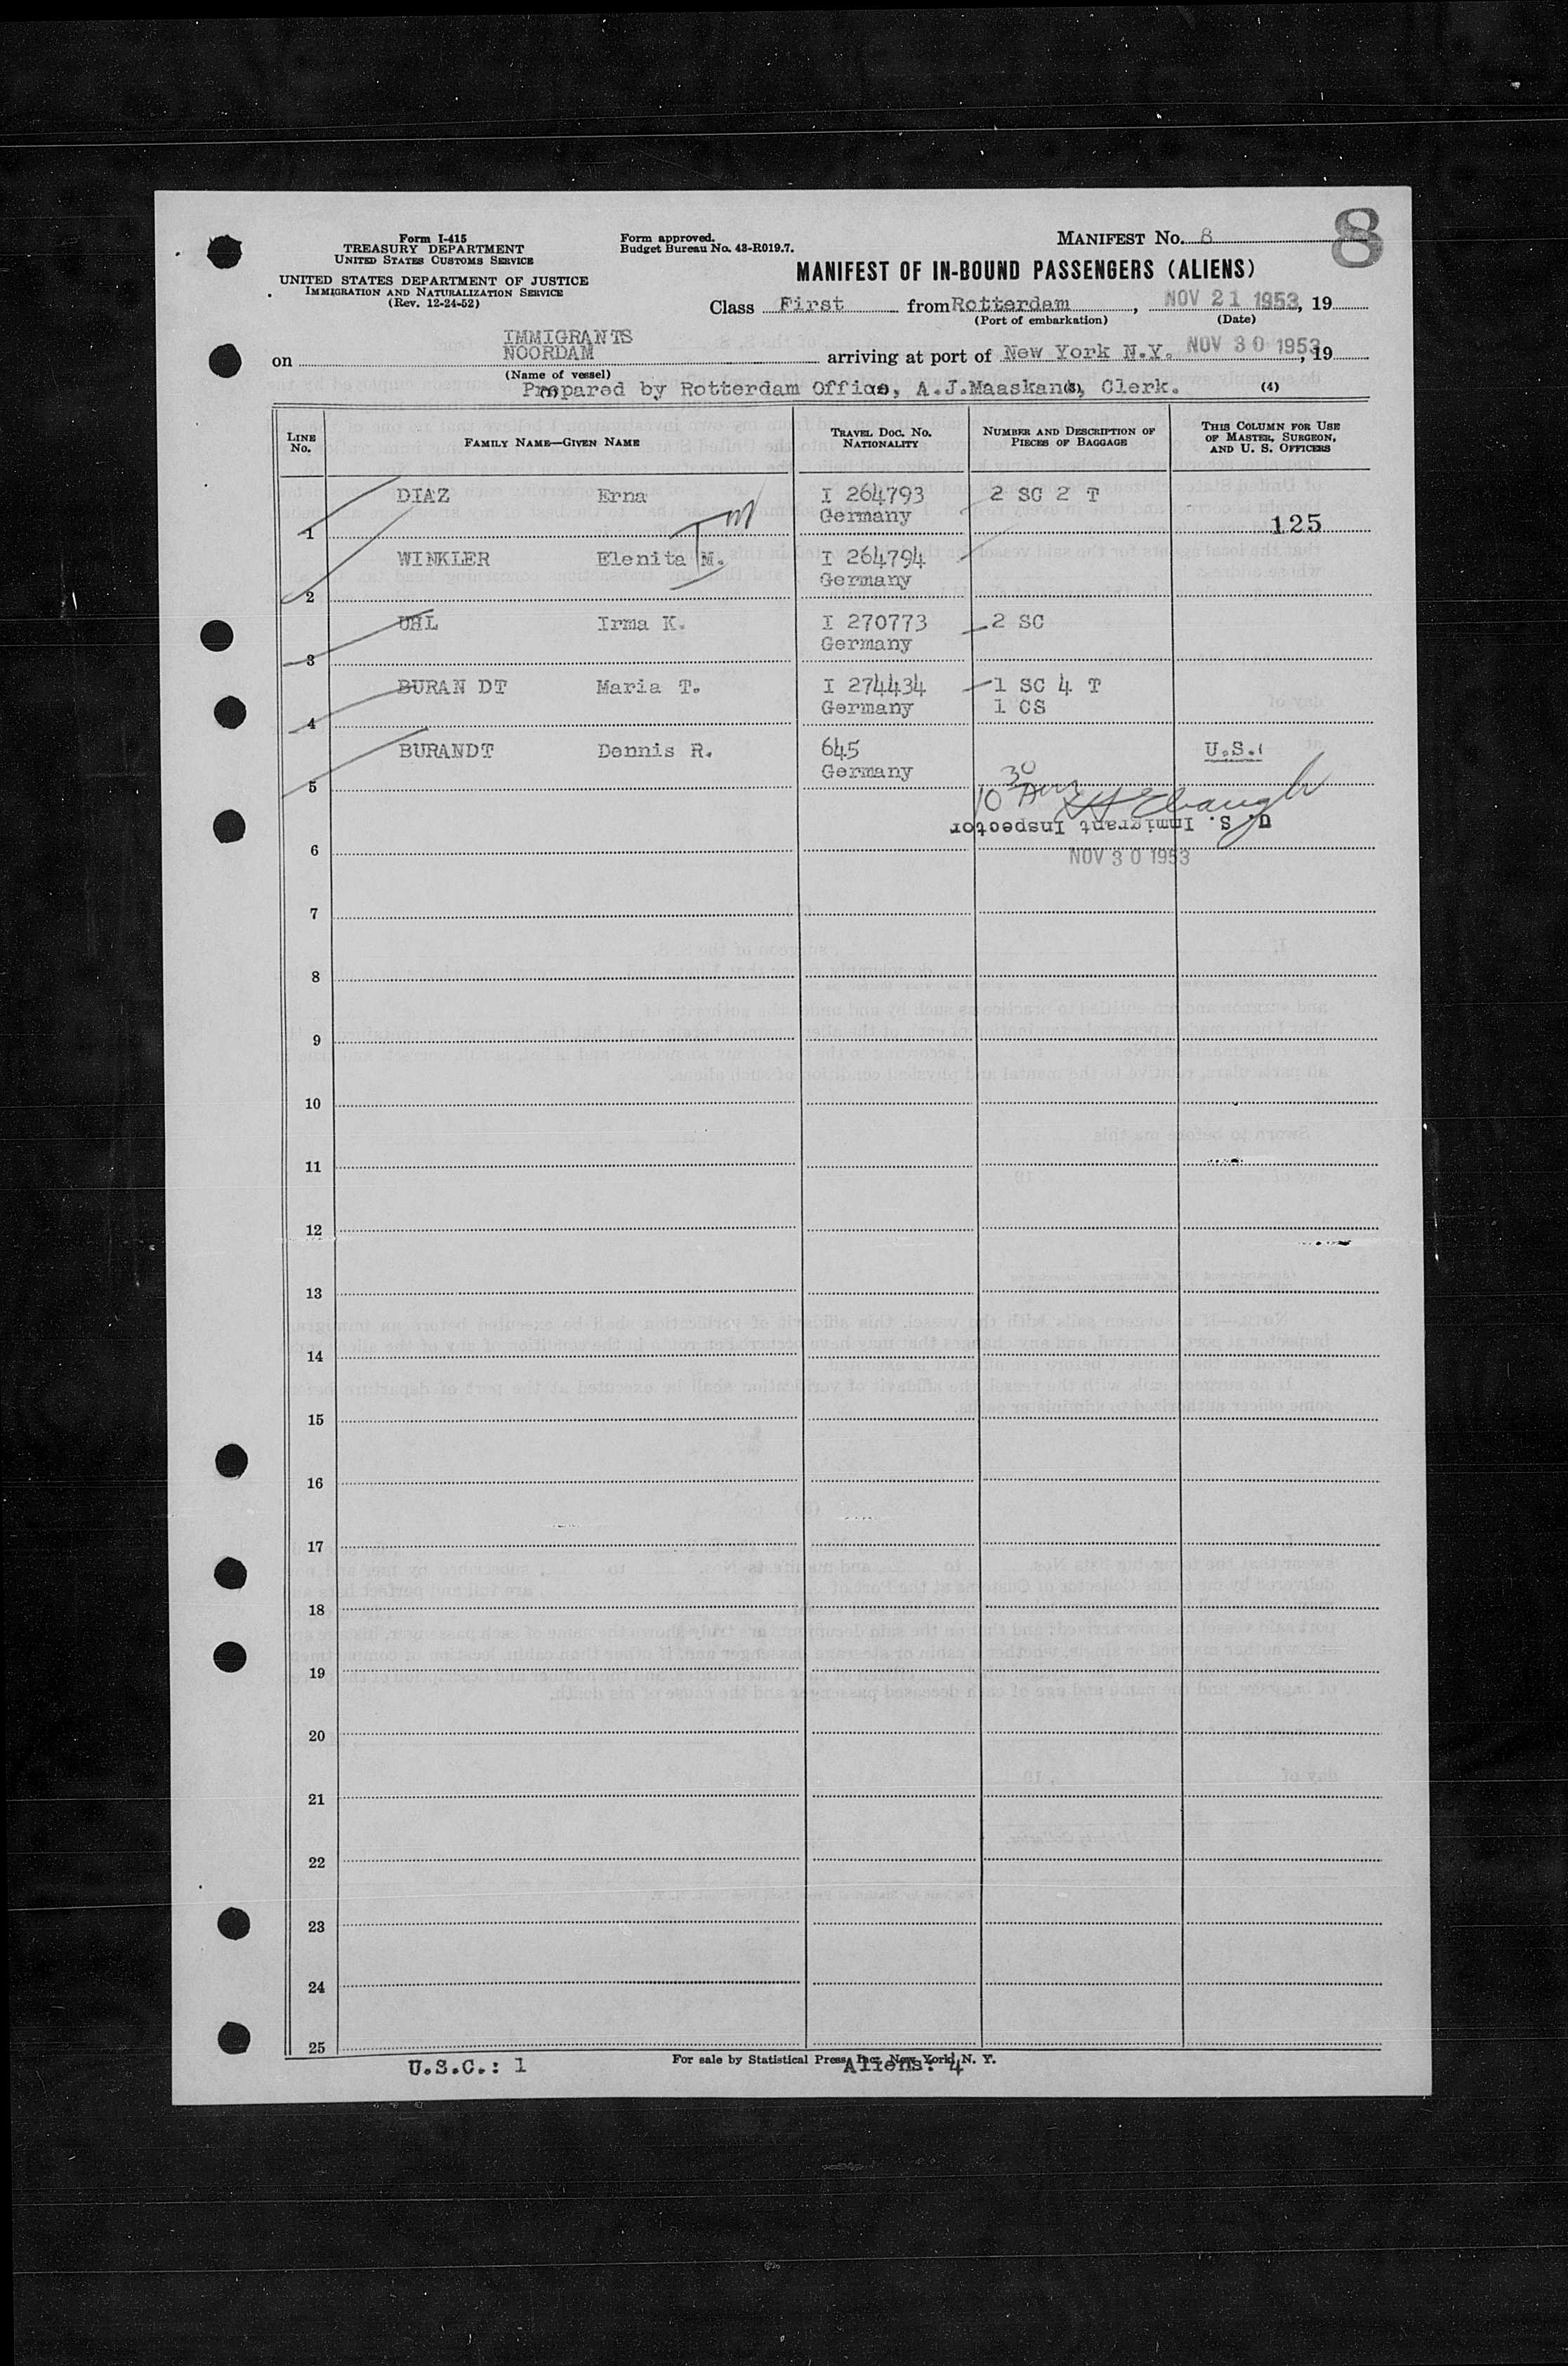 8
Form I-415
TREASURY DEPARTMENT
UNITED STATES CUSTOMS SERVICE
UNITED STATES DEPARTMENT OF JUSTICE
IMMIGRATION AND NATURALIZATION SERVICE
(Rev. 12-24-52)
Form approved.
Budget Bureau No. 43-R019.7.
MANIFEST NO. 8
MANIFEST OF IN-BOUND PASSENGERS (ALIENS)
Class First from Rotterdam, NOV 21 1953, 19
(Port of embarkation) (Date)
IMMIGRANTS
on NOORDAM arriving at port of New York N.Y. NOV 30 1953, 19
(Name of vessel)
Prepared by Rotterdam Office, A.J.Maaskant, Clerk. (4)
LINE NO. FAMILY NAME—GIVEN NAME TRAVEL DOC. NO. NATIONALITY NUMBER AND DESCRIPTION OF PIECES OF BAGGAGE THIS COLUMN FOR USE OF MASTER, SURGEON, AND U. S. OFFICERS
DIAZ Erna I 264793 2 SC 2 T
1 Germany 125
WINKLER Elenita M. I 264794
2 Germany
UHL Irma K. I 270773 2 SC
3 Germany
BURAN DT Maria T. I 274434 1 SC 4 T
4 Germany 1 CS
BURANDT Dennis R. 645 U.S.
5 Germany
10 30
U. S. Immigrant Inspector
6 NOV 30 1953
7
8
9
10
11
12
13
14
15
16
17
18
19
20
21
22
23
24
25
For sale by Statistical Press, Inc., New York, N. Y.
U.S.C.: 1 Aliens: 4